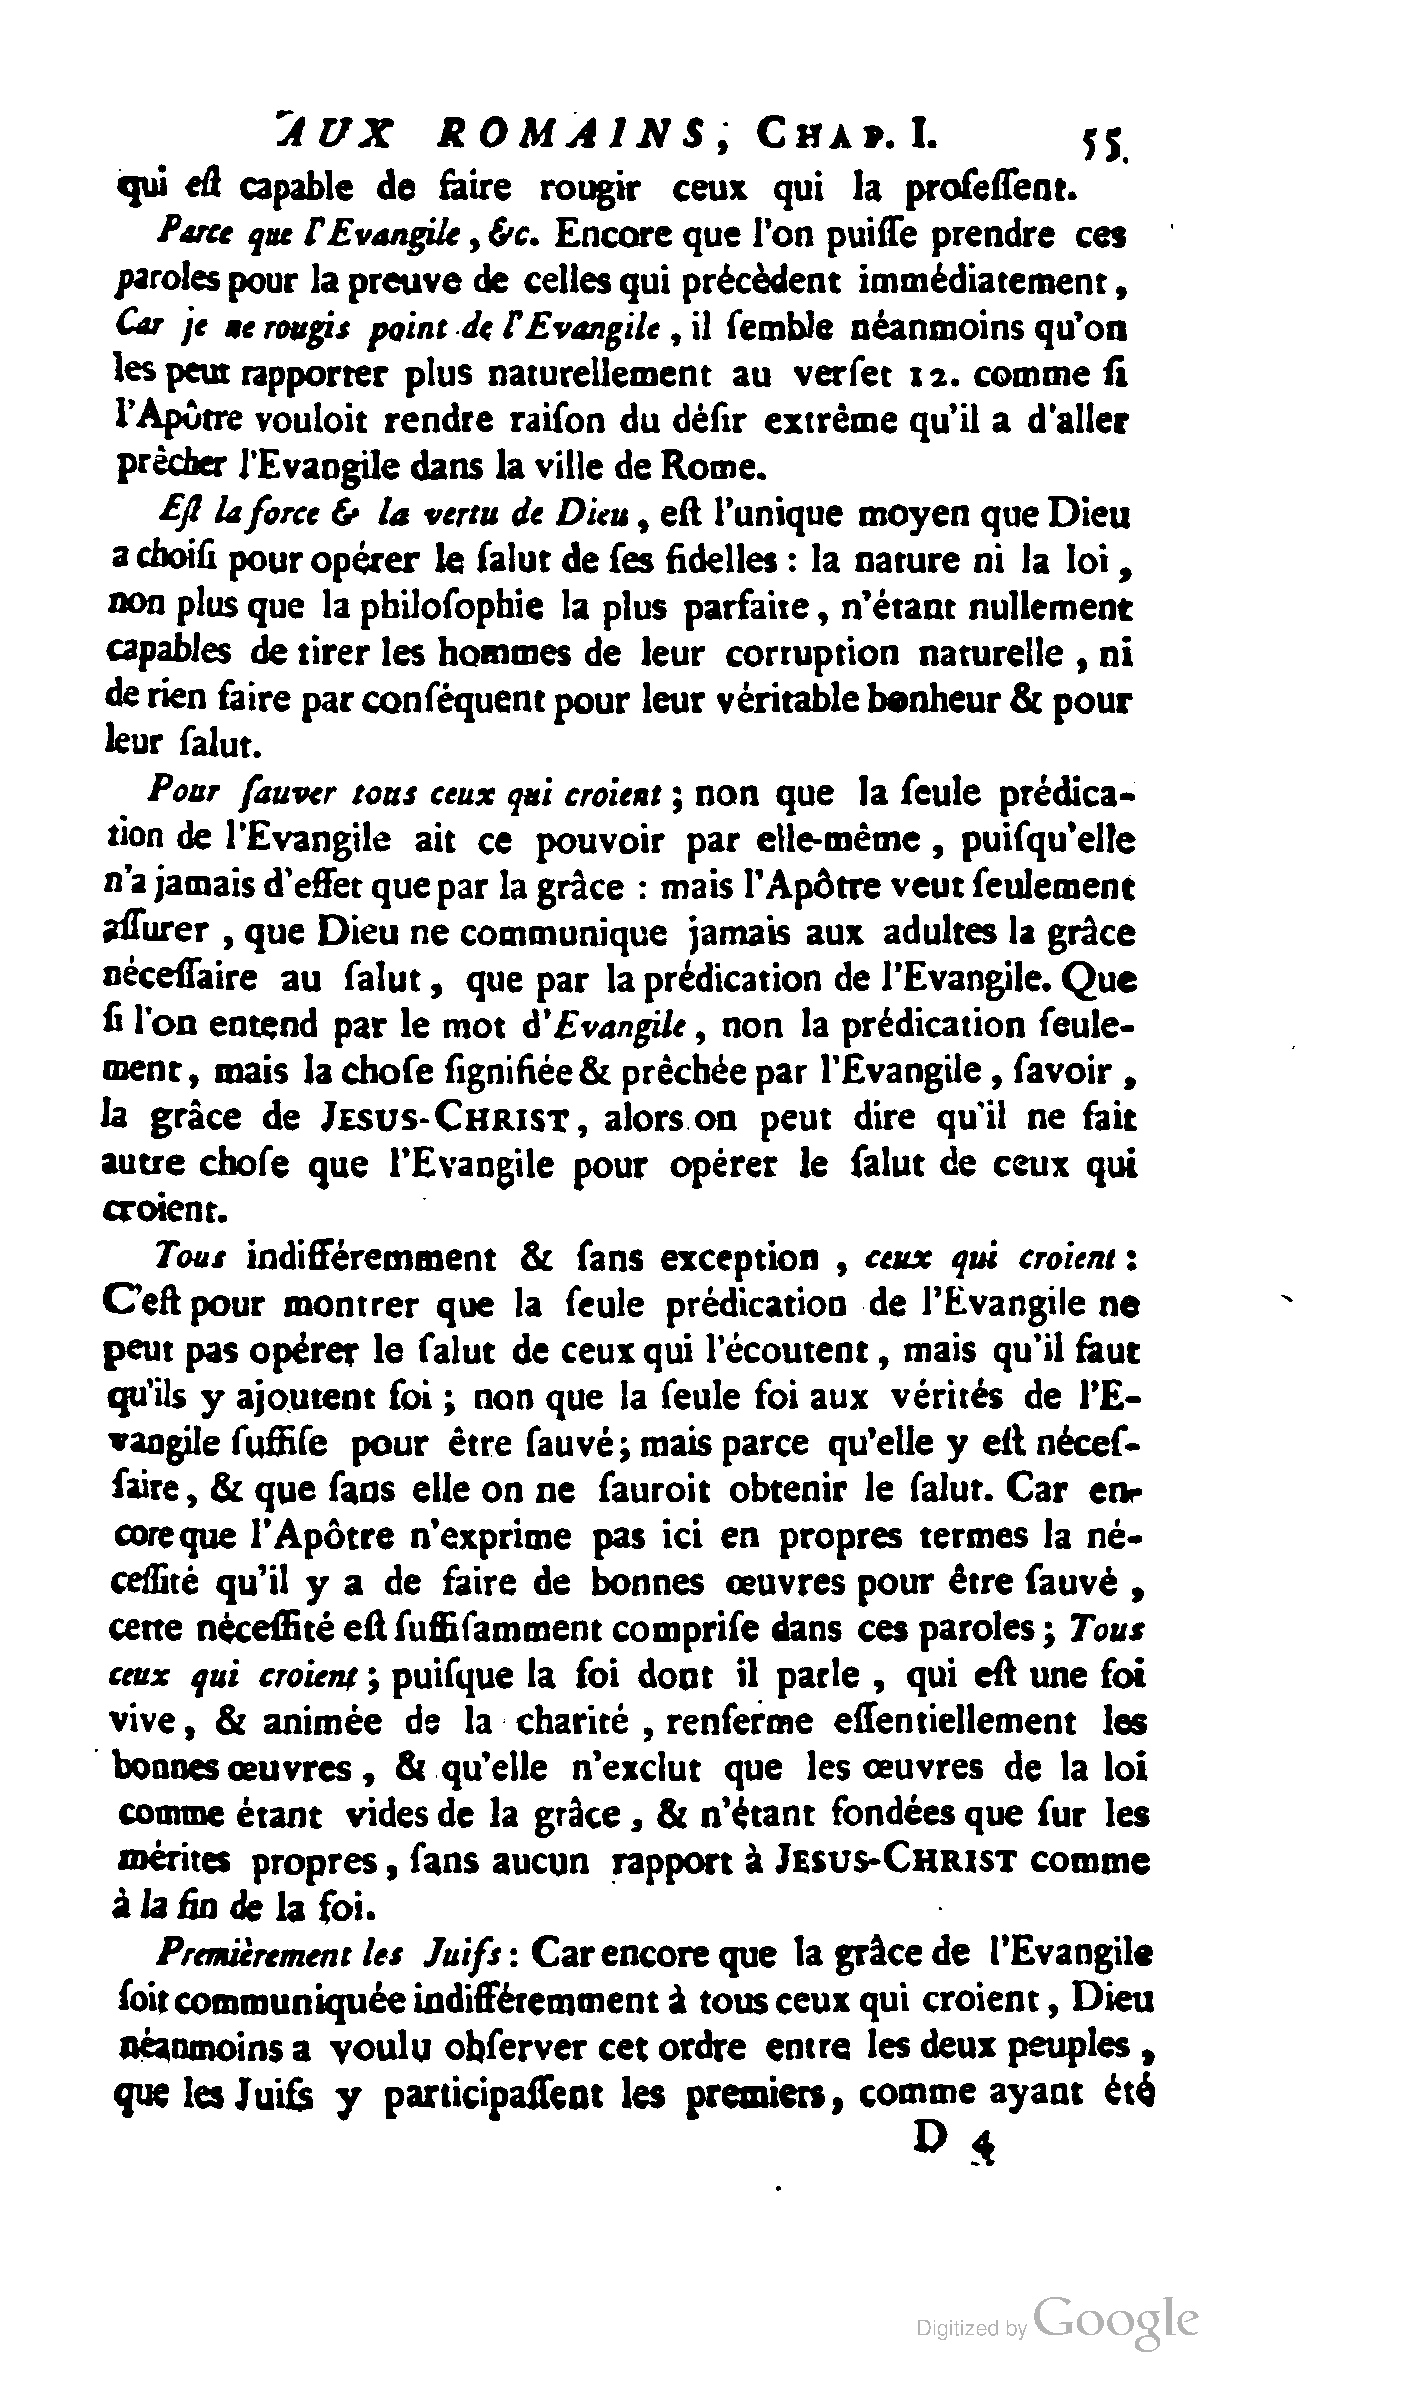 AUX ROMAINS, CHAP. I. 55.
qui eſt capable de faire rougir ceux qui la profeſſent.
Parce que l'Evangile, &c. Encore que l'on puiſſe prendre ces
paroles pour la preuve de celles qui précèdent immédiatement,
Car je ne rougis point de l'Evangile, il ſemble néanmoins qu'on
les peut rapporter plus naturellement au verſet 12. comme ſi
l'Apôtre vouloit rendre raiſon du déſir extrême qu'il a d'aller
prêcher l'Evangile dans la ville de Rome.
Eſt la force & la vertu de Dieu, eſt l'unique moyen que Dieu
a choiſi pour opérer le ſalut de ſes fidelles : la nature ni la loi,
non plus que la philoſophie la plus parfaite, n'étant nullement
capables de tirer les hommes de leur corruption naturelle, ni
de rien faire par conſéquent pour leur véritable bonheur & pour
leur ſalut.
Pour ſauver tous ceux qui croient ; non que la ſeule prédica-
tion de l'Evangile ait ce pouvoir par elle-même, puiſqu'elle
n'a jamais d'effet que par la grâce : mais l'Apôtre veut ſeulement
aſſurer, que Dieu ne communique jamais aux adultes la grâce
néceſſaire au ſalut, que par la prédication de l'Evangile. Que
ſi l'on entend par le mot d'Evangile, non la prédication ſeule-
ment, mais la choſe ſignifiée & prêchée par l'Evangile, ſavoir,
la grâce de JESUS-CHRIST, alors on peut dire qu'il ne fait
autre choſe que l'Evangile pour opérer le ſalut de ceux qui
croient.
Tous indifféremment & ſans exception, ceux qui croient :
C'eſt pour montrer que la ſeule prédication de l'Evangile ne
peut pas opérer le ſalut de ceux qui l'écoutent, mais qu'il faut
qu'ils y ajoutent foi ; non que la ſeule foi aux vérités de l'E-
vangile ſuffiſe pour être ſauvé ; mais parce qu'elle y eſt néceſ-
ſaire, & que ſans elle on ne ſauroit obtenir le ſalut. Car en-
core que l'Apôtre n'exprime pas ici en propres termes la né-
ceſſité qu'il y a de faire de bonnes œuvres pour être ſauvé,
cette néceſſité eſt ſuffiſamment compriſe dans ces paroles ; Tous
ceux qui croient ; puiſque la foi dont il parle, qui eſt une foi
vive, & animée de la charité, renferme eſſentiellement les
bonnes œuvres, & qu'elle n'exclut que les œuvres de la loi
comme étant vides de la grâce, & n'étant fondées que ſur les
mérites propres, ſans aucun rapport à JESUS-CHRIST comme
à la fin de la foi.
Premièrement les Juifs : Car encore que la grâce de l'Evangile
ſoit communiquée indifféremment à tous ceux qui croient, Dieu
néanmoins a voulu obſerver cet ordre entre les deux peuples,
que les Juifs y participaſſent les premiers, comme ayant été
D 4
Digitized by Google